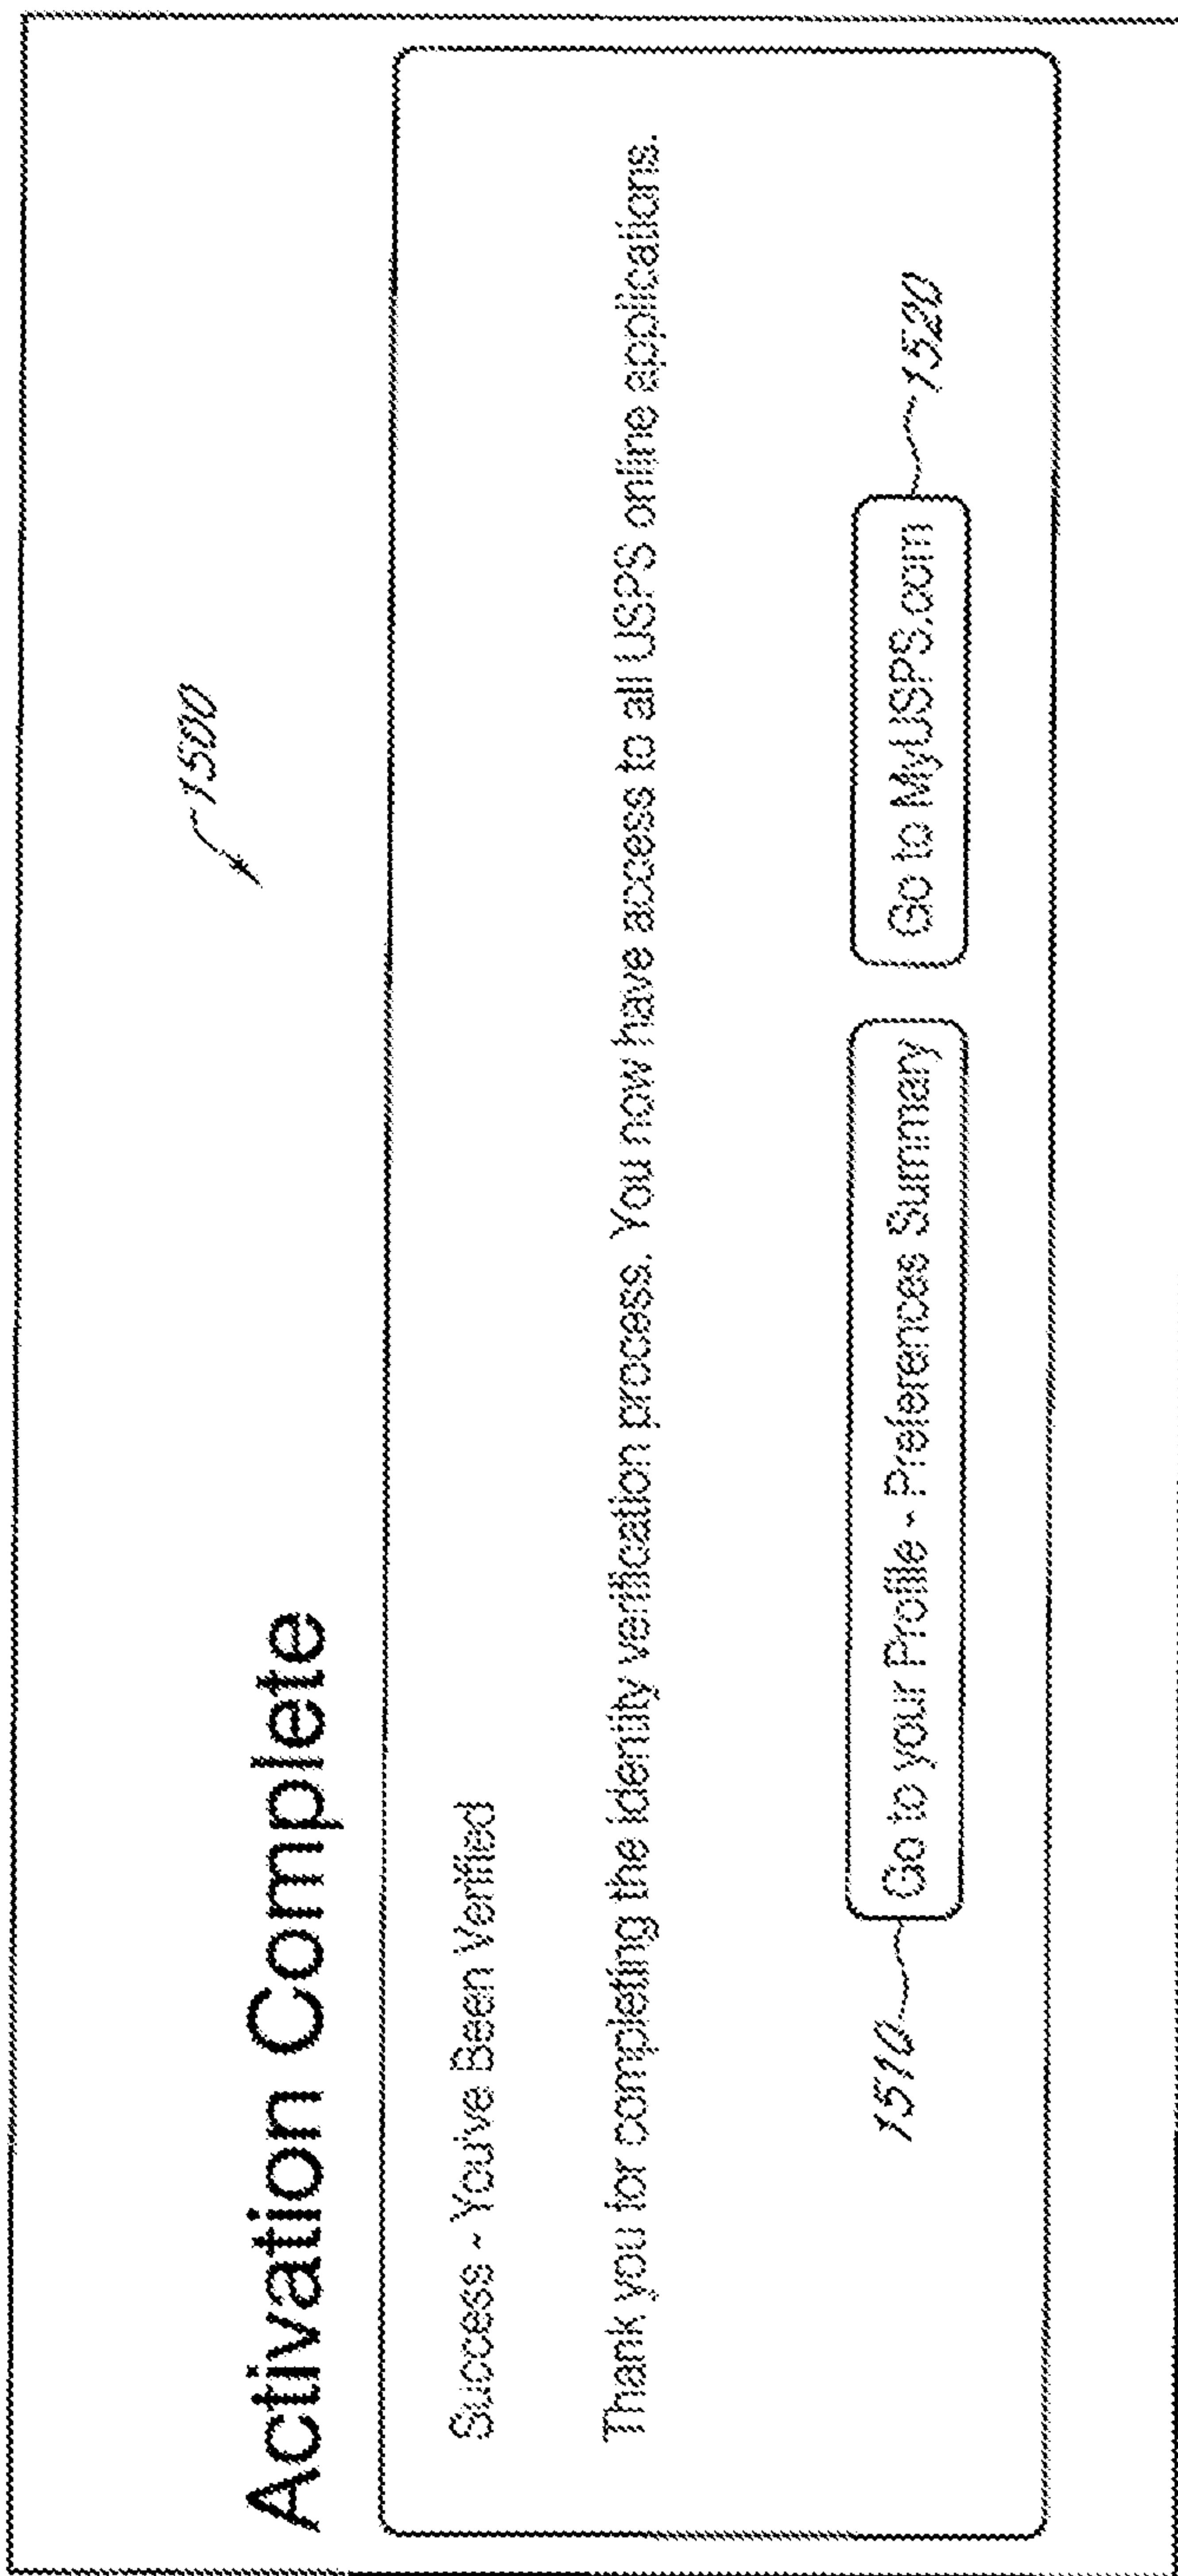 1500
Activation Complete
Success - You've Been Verified
Thank you for completing the identity verification process. You now have access to all USPS online applications.
1510 Go to your Profile - Preferences Summary Go to MyUSPS.com 1520